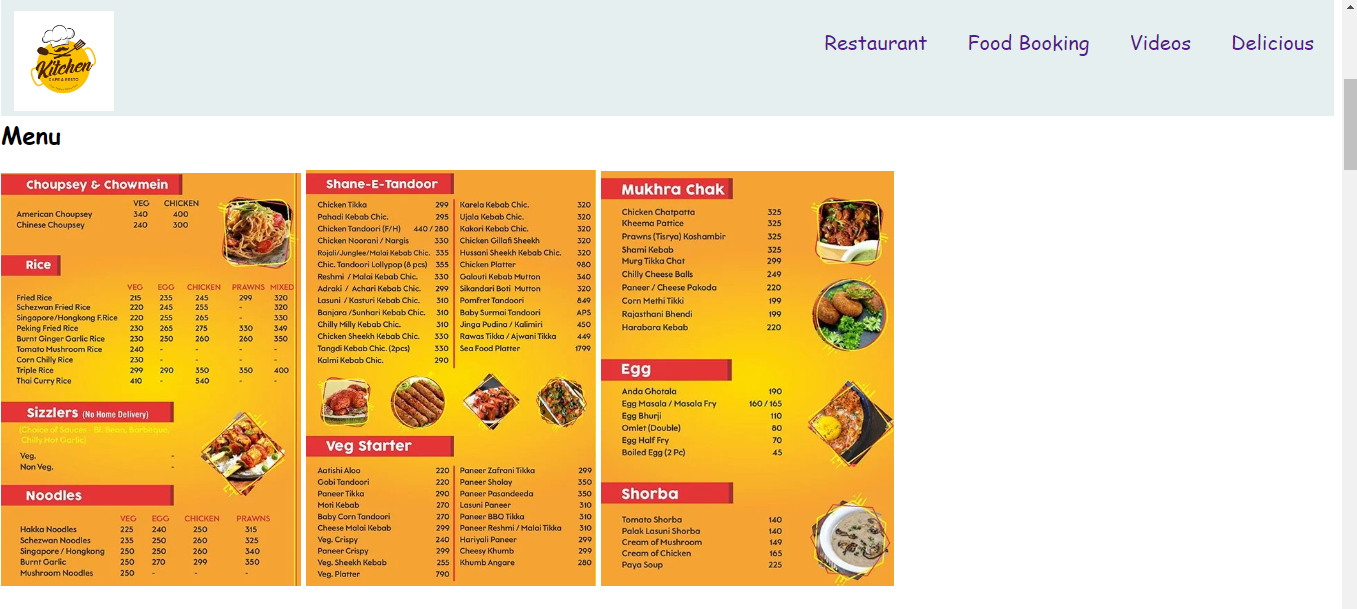 Kitchen
CAFE & RESTO
Restaurant Food Booking Videos Delicious
Menu
Choupsey & Chowmein
VEG CHICKEN
American Choupsey 340 400
Chinese Choupsey 240 300
Rice
VEG EGG CHICKEN PRAWNS MIXED
Fried Rice 215 235 245 299 320
Schezwan Fried Rice 220 245 255 - 320
Singapore/Hongkong F.Rice 220 255 265 - 330
Peking Fried Rice 230 265 275 330 349
Burnt Ginger Garlic Rice 230 250 260 260 350
Tomato Mushroom Rice 240 - - - -
Corn Chilly Rice 230 - - - -
Triple Rice 299 290 350 350 400
Thai Curry Rice 410 - 540 - -
Sizzlers (No Home Delivery)
(Choice of Sauces - Bl. Bean, Barbeque,
Chilly Hot Garlic)
Veg. -
Non Veg. -
Noodles
VEG EGG CHICKEN PRAWNS
Hakka Noodles 225 240 250 315
Schezwan Noodles 235 250 260 325
Singapore / Hongkong 250 250 260 340
Burnt Garlic 250 270 299 350
Mushroom Noodles 250 - - -
Shane-E-Tandoor
Chicken Tikka 299
Pahadi Kebab Chic. 295
Chicken Tandoori (F/H) 440 / 280
Chicken Noorani / Nargis 330
Rojali/Junglee/Malai Kebab Chic. 335
Chic. Tandoori Lollypop (8 pcs) 355
Reshmi / Malai Kebab Chic. 330
Adraki / Achari Kebab Chic. 299
Lasuni / Kasturi Kebab Chic. 310
Banjara /Sunhari Kebab Chic. 310
Chilly Milly Kebab Chic. 310
Chicken Sheekh Kebab Chic. 330
Tangdi Kebab Chic. (2pcs) 330
Kalmi Kebab Chic. 290
Karela Kebab Chic. 320
Ujala Kebab Chic. 320
Kakori Kebab Chic. 320
Chicken Gillafi Sheekh 320
Hussani Sheekh Kebab Chic. 320
Chicken Platter 980
Galouti Kebab Mutton 340
Sikandari Boti Mutton 320
Pomfret Tandoori 849
Baby Surmai Tandoori APS
Jinga Pudina / Kalimiri 450
Rawas Tikka / Ajwani Tikka 449
Sea Food Platter 1799
Veg Starter
Aatishi Aloo 220
Gobi Tandoori 220
Paneer Tikka 290
Moti Kebab 270
Baby Corn Tandoori 270
Cheese Malai Kebab 299
Veg. Crispy 240
Paneer Crispy 299
Veg. Sheekh Kebab 255
Veg. Platter 790
Paneer Zafrani Tikka 299
Paneer Sholay 350
Paneer Pasandeeda 350
Lasuni Paneer 310
Paneer BBQ Tikka 310
Paneer Reshmi / Malai Tikka 310
Hariyali Paneer 299
Cheesy Khumb 299
Khumb Angare 280
Mukhra Chak
Chicken Chatpatta 325
Kheema Pattice 325
Prawns (Tisrya) Koshambir 325
Shami Kebab 325
Murg Tikka Chat 299
Chilly Cheese Balls 249
Paneer / Cheese Pakoda 220
Corn Methi Tikki 199
Rajasthani Bhendi 199
Harabara Kebab 220
Egg
Anda Ghotala 190
Egg Masala / Masala Fry 160 / 165
Egg Bhurji 110
Omlet (Double) 80
Egg Half Fry 70
Boiled Egg (2 Pc) 45
Shorba
Tomato Shorba 140
Palak Lasuni Shorba 140
Cream of Mushroom 149
Cream of Chicken 165
Paya Soup 225